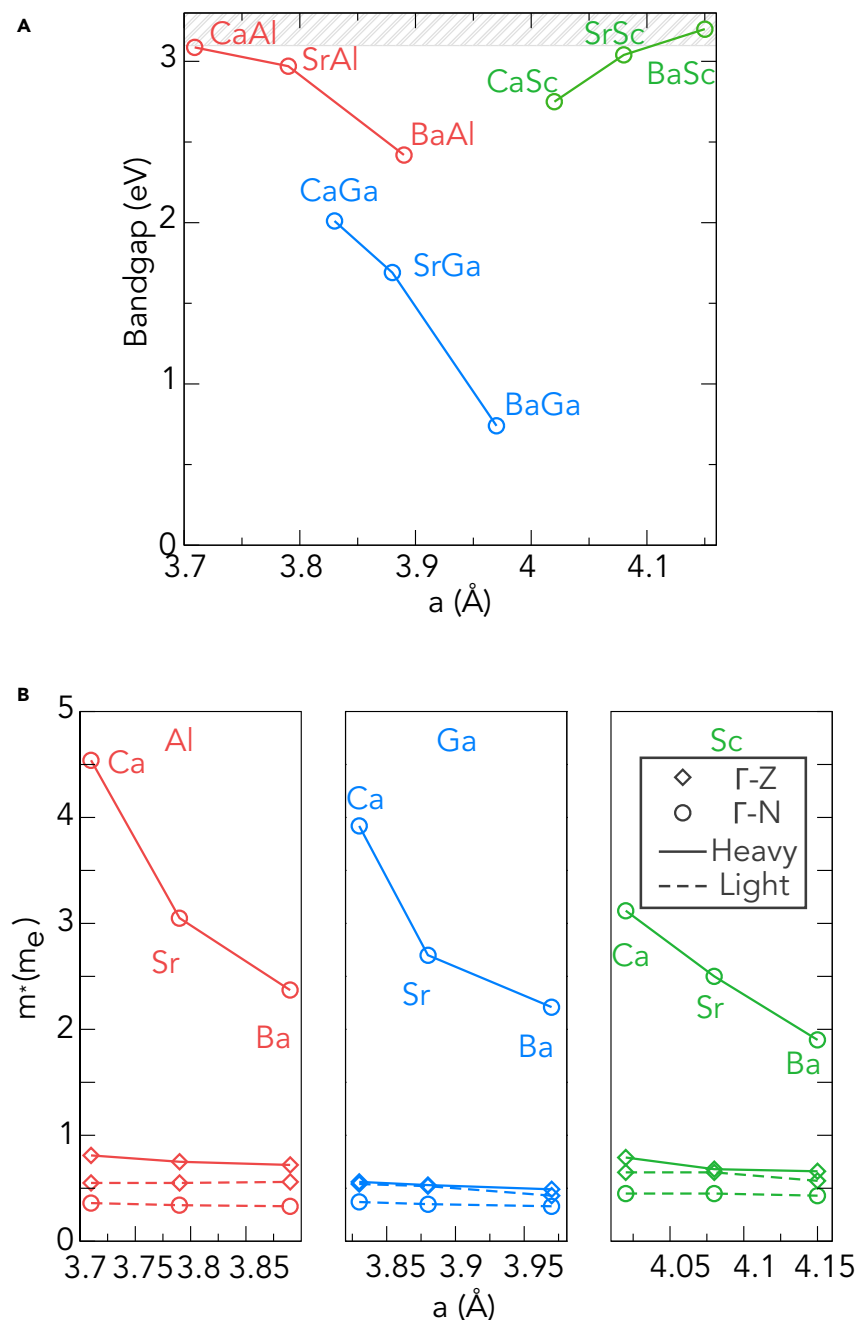 A
CaAl
SrAl
BaAl
CaGa
SrGa
BaGa
CaSc
SrSc
BaSc
Bandgap (eV)
3
2
1
0
3.7 3.8 3.9 4 4.1
a (Å)
B
m*(me)
5
4
3
2
1
0
Al
Ca
Sr
Ba
3.7 3.75 3.8 3.85
Ga
Ca
Sr
Ba
3.85 3.9 3.95
Sc
Γ-Z
Γ-N
Heavy
Light
Ca
Sr
Ba
4.05 4.1 4.15
a (Å)